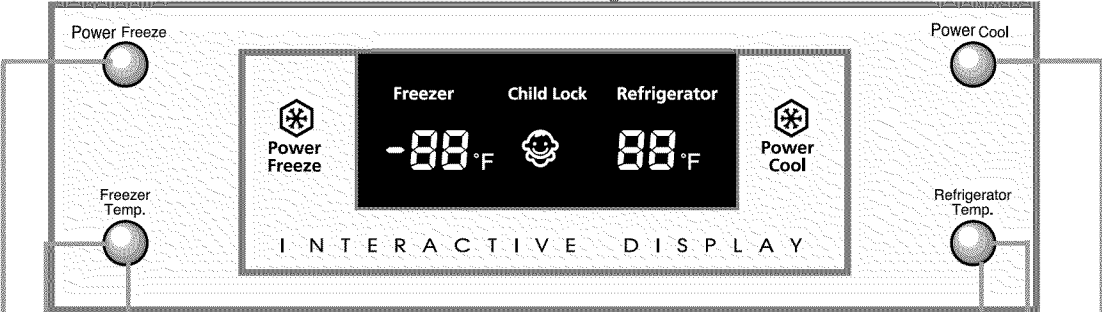 Power Freeze
Power Cool
Freezer Child Lock Refrigerator
Power
Freeze
-88°F
88°F
Power
Cool
Freezer
Temp.
Refrigerator
Temp.
INTERACTIVE DISPLAY